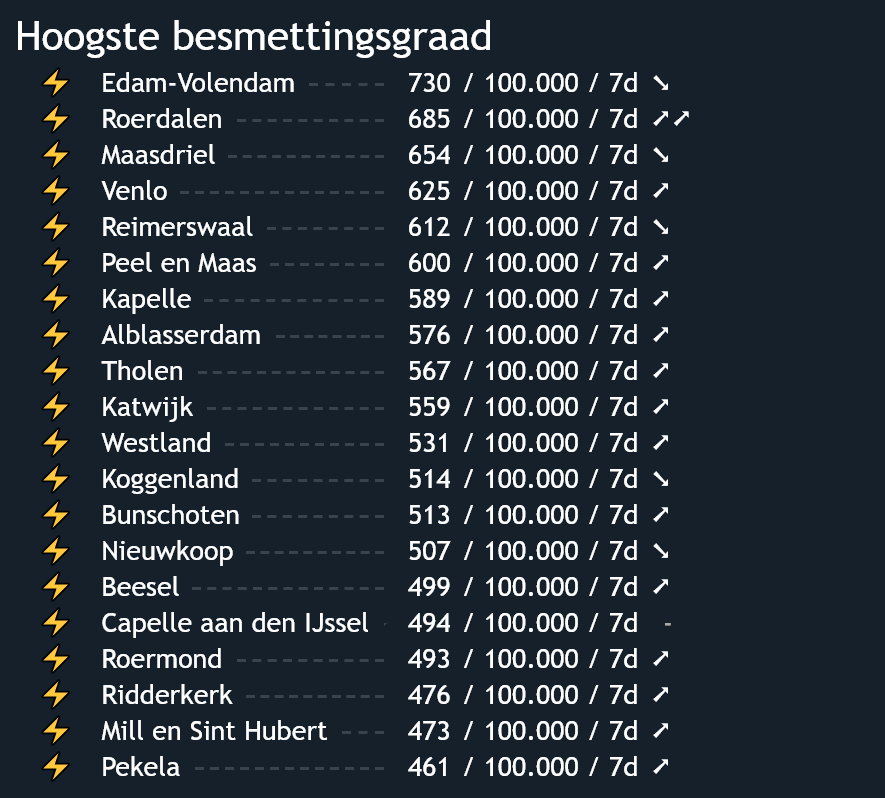 Hoogste besmettingsgraad
⚡ Edam-Volendam ----- 730 / 100.000 / 7d ➘
⚡ Roerdalen --------- 685 / 100.000 / 7d ➚➚
⚡ Maasdriel ---------- 654 / 100.000 / 7d ➘
⚡ Venlo ------------- 625 / 100.000 / 7d ➚
⚡ Reimerswaal ------- 612 / 100.000 / 7d ➘
⚡ Peel en Maas ------- 600 / 100.000 / 7d ➚
⚡ Kapelle ------------ 589 / 100.000 / 7d ➚
⚡ Alblasserdam ------- 576 / 100.000 / 7d ➚
⚡ Tholen ------------ 567 / 100.000 / 7d ➚
⚡ Katwijk ----------- 559 / 100.000 / 7d ➚
⚡ Westland ---------- 531 / 100.000 / 7d ➚
⚡ Koggenland -------- 514 / 100.000 / 7d ➘
⚡ Bunschoten -------- 513 / 100.000 / 7d ➚
⚡ Nieuwkoop --------- 507 / 100.000 / 7d ➘
⚡ Beesel ------------ 499 / 100.000 / 7d ➚
⚡ Capelle aan den IJssel - 494 / 100.000 / 7d -
⚡ Roermond --------- 493 / 100.000 / 7d ➚
⚡ Ridderkerk --------- 476 / 100.000 / 7d ➚
⚡ Mill en Sint Hubert --- 473 / 100.000 / 7d ➚
⚡ Pekela ------------ 461 / 100.000 / 7d ➚